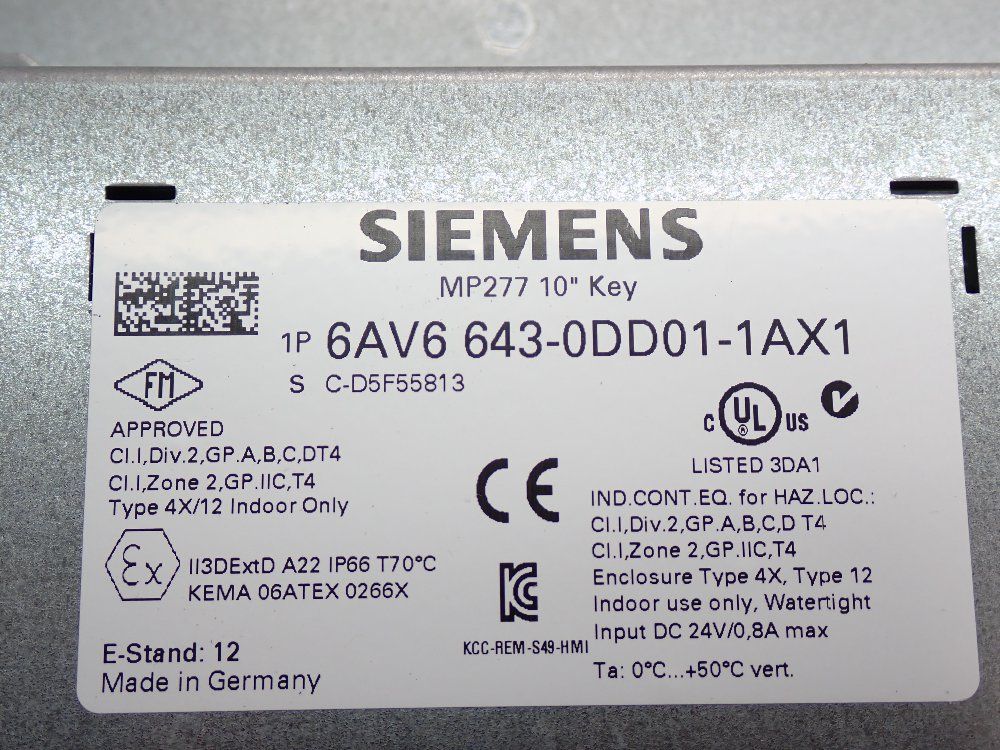 SIEMENS
MP277 10" Key
1P 6AV6 643-0DD01-1AX1
S C-D5F55813
FM
APPROVED
Cl.I,Div.2,GP.A,B,C,DT4
Cl.I,Zone 2,GP.IIC,T4
Type 4X/12 Indoor Only
Ex II3DExtD A22 IP66 T70°C
KEMA 06ATEX 0266X
E-Stand: 12
Made in Germany
CE
KC
KCC-REM-S49-HMI
C UL ® US
LISTED 3DA1
IND.CONT.EQ. for HAZ.LOC.:
Cl.I,Div.2,GP.A,B,C,D T4
Cl.I,Zone 2,GP.IIC,T4
Enclosure Type 4X, Type 12
Indoor use only, Watertight
Input DC 24V/0,8A max
Ta: 0°C...+50°C vert.